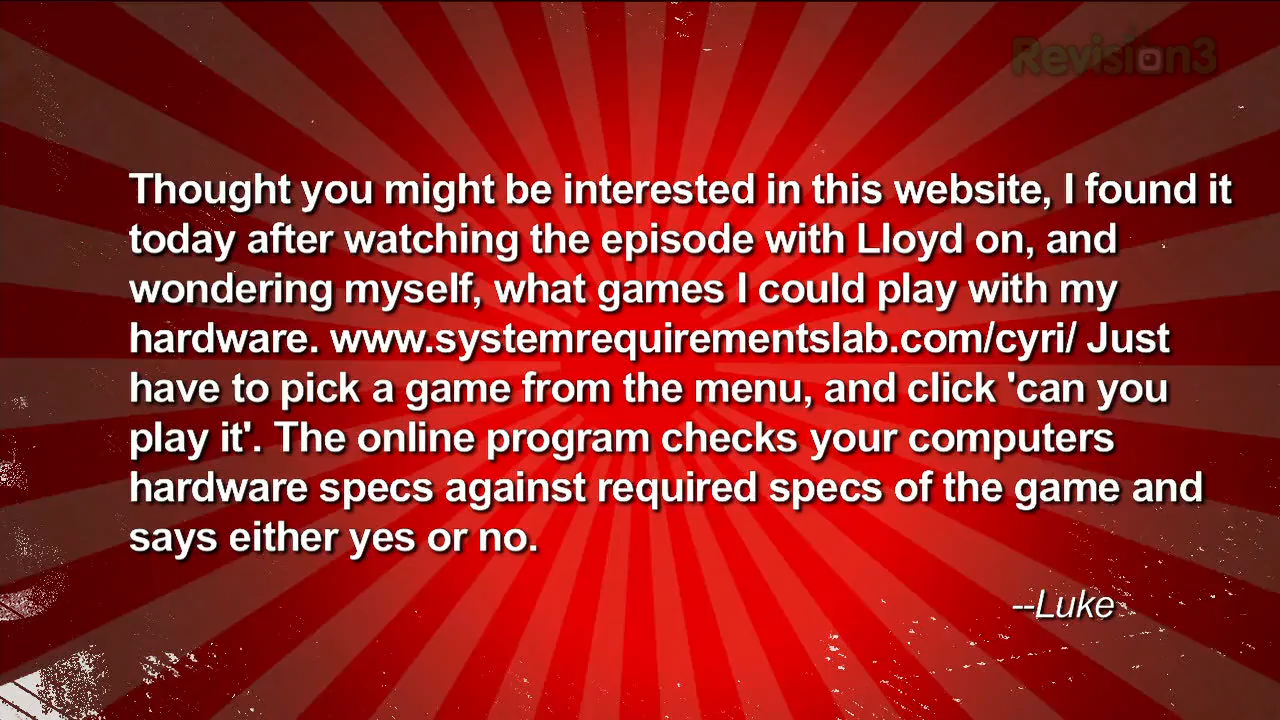 Revision3
Thought you might be interested in this website, I found it
today after watching the episode with Lloyd on, and
wondering myself, what games I could play with my
hardware. www.systemrequirementslab.com/cyri/ Just
have to pick a game from the menu, and click 'can you
play it'. The online program checks your computers
hardware specs against required specs of the game and
says either yes or no.
--Luke